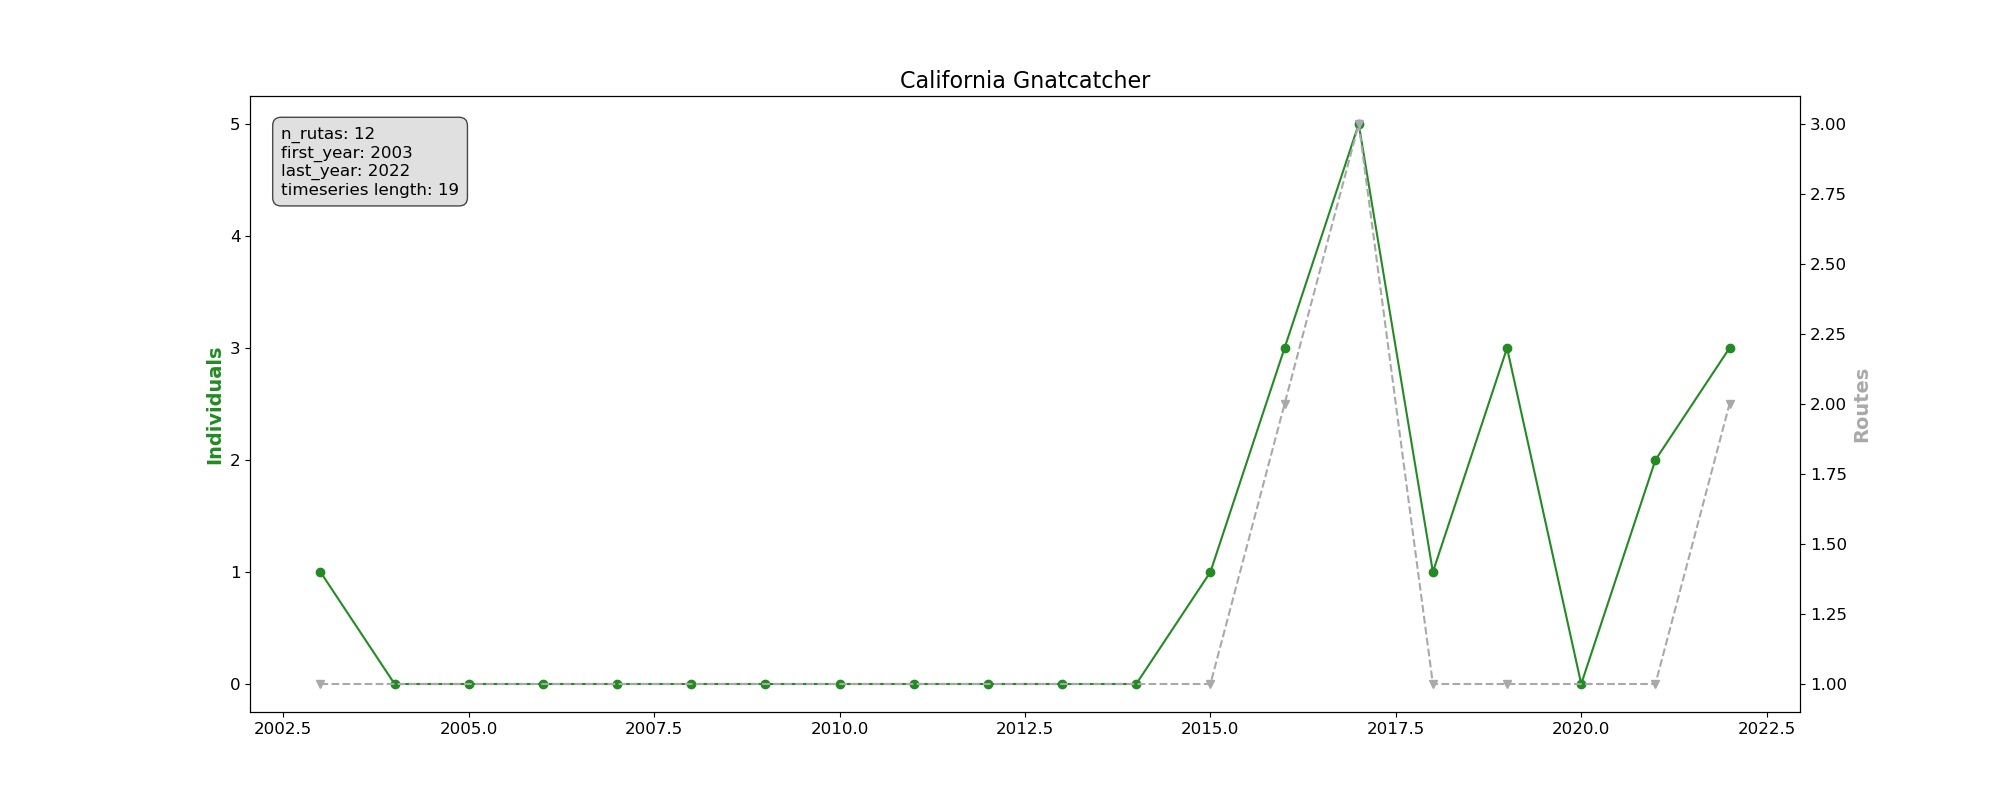 California Gnatcatcher
n_rutas: 12
first_year: 2003
last_year: 2022
timeseries length: 19
Individuals
5
4
3
2
1
0
3.00
2.75
2.50
2.25
2.00
1.75
1.50
1.25
1.00
Routes
2002.5 2005.0 2007.5 2010.0 2012.5 2015.0 2017.5 2020.0 2022.5